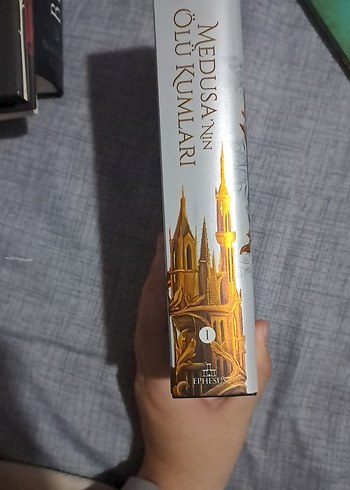 MEDUSA'NIN
ÖLÜ KUMLARI
1
EPHESUS